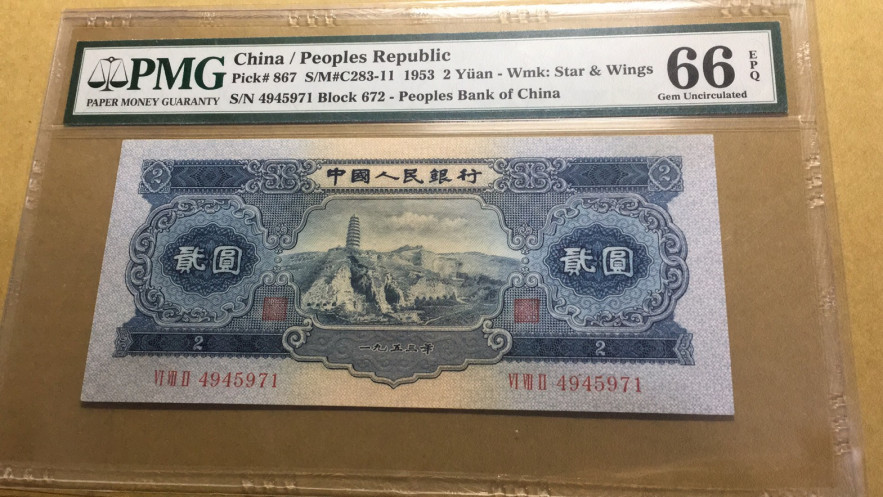 PMG
PAPER MONEY GUARANTY
China / Peoples Republic
Pick# 867 S/M#C283-11 1953 2 Yüan - Wmk: Star & Wings
S/N 4945971 Block 672 - Peoples Bank of China
66 EPQ
Gem Uncirculated
2 中國人民銀行 2
貳圓 貳圓
一九五三年
2 2
VI VII II 4945971 VI VII II 4945971